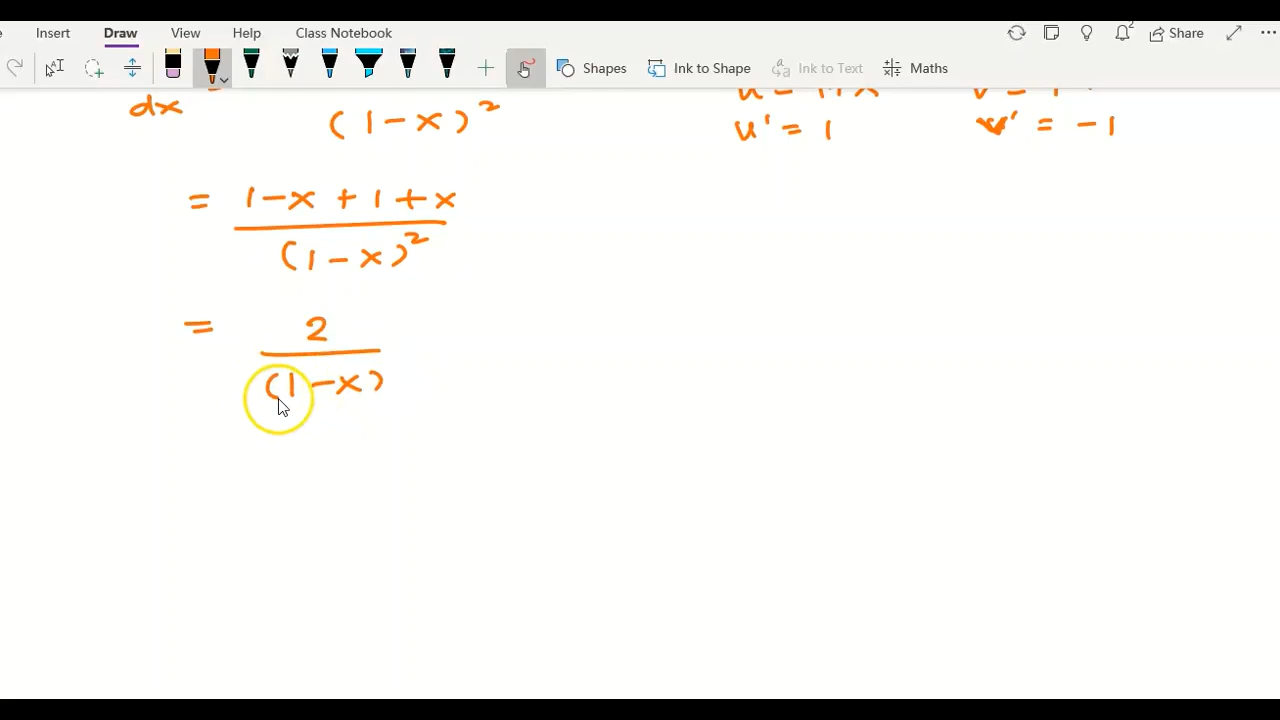 Insert Draw View Help Class Notebook 2 Share
Shapes Ink to Shape Ink to Text Maths
dx (1-x)²
u' = 1 v' = -1
= 1-x+1+x
(1-x)²
= 2
(1-x)